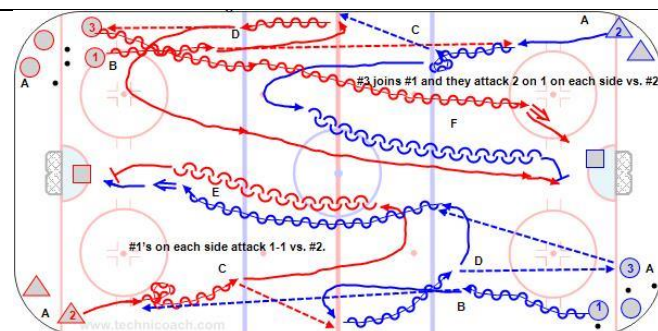 3
D
C
A
2
1
B
A
#3 joins #1 and they attack 2 on 1 on each side vs. #2
F
E
#1's on each side attack 1-1 vs. #2.
C
D
3
A
B
1
A
2
www.technicoach.com